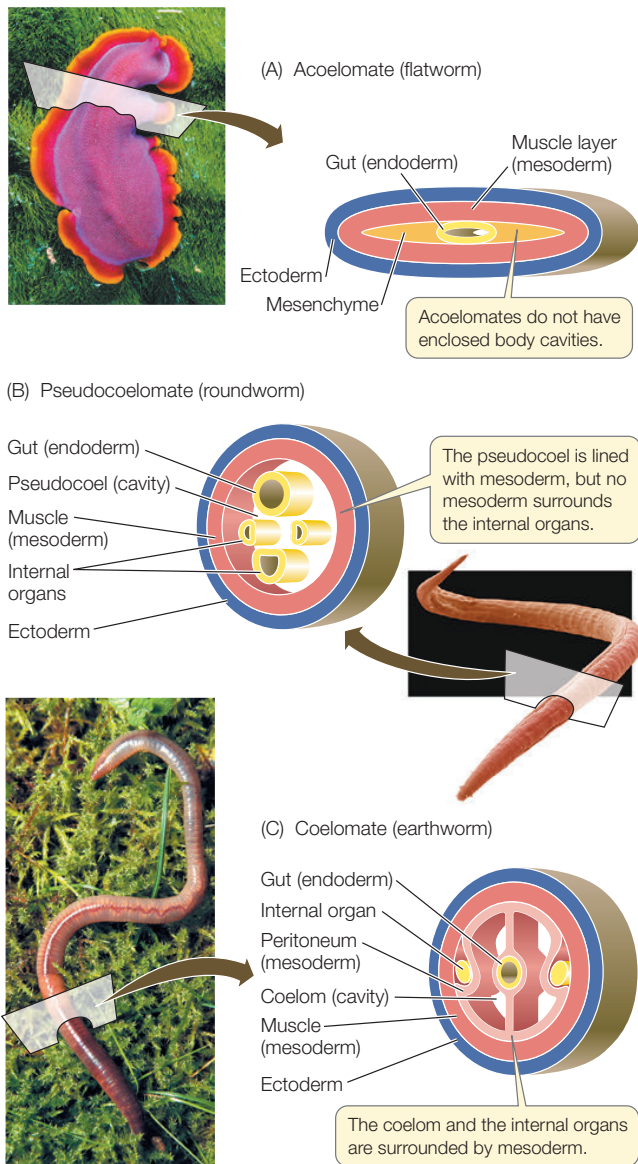 (A) Acoelomate (flatworm)
Muscle layer
(mesoderm)
Gut (endoderm)
Ectoderm
Mesenchyme
Acoelomates do not have
enclosed body cavities.
(B) Pseudocoelomate (roundworm)
Gut (endoderm)
Pseudocoel (cavity)
Muscle
(mesoderm)
Internal
organs
Ectoderm
The pseudocoel is lined
with mesoderm, but no
mesoderm surrounds
the internal organs.
(C) Coelomate (earthworm)
Gut (endoderm)
Internal organ
Peritoneum
(mesoderm)
Coelom (cavity)
Muscle
(mesoderm)
Ectoderm
The coelom and the internal organs
are surrounded by mesoderm.